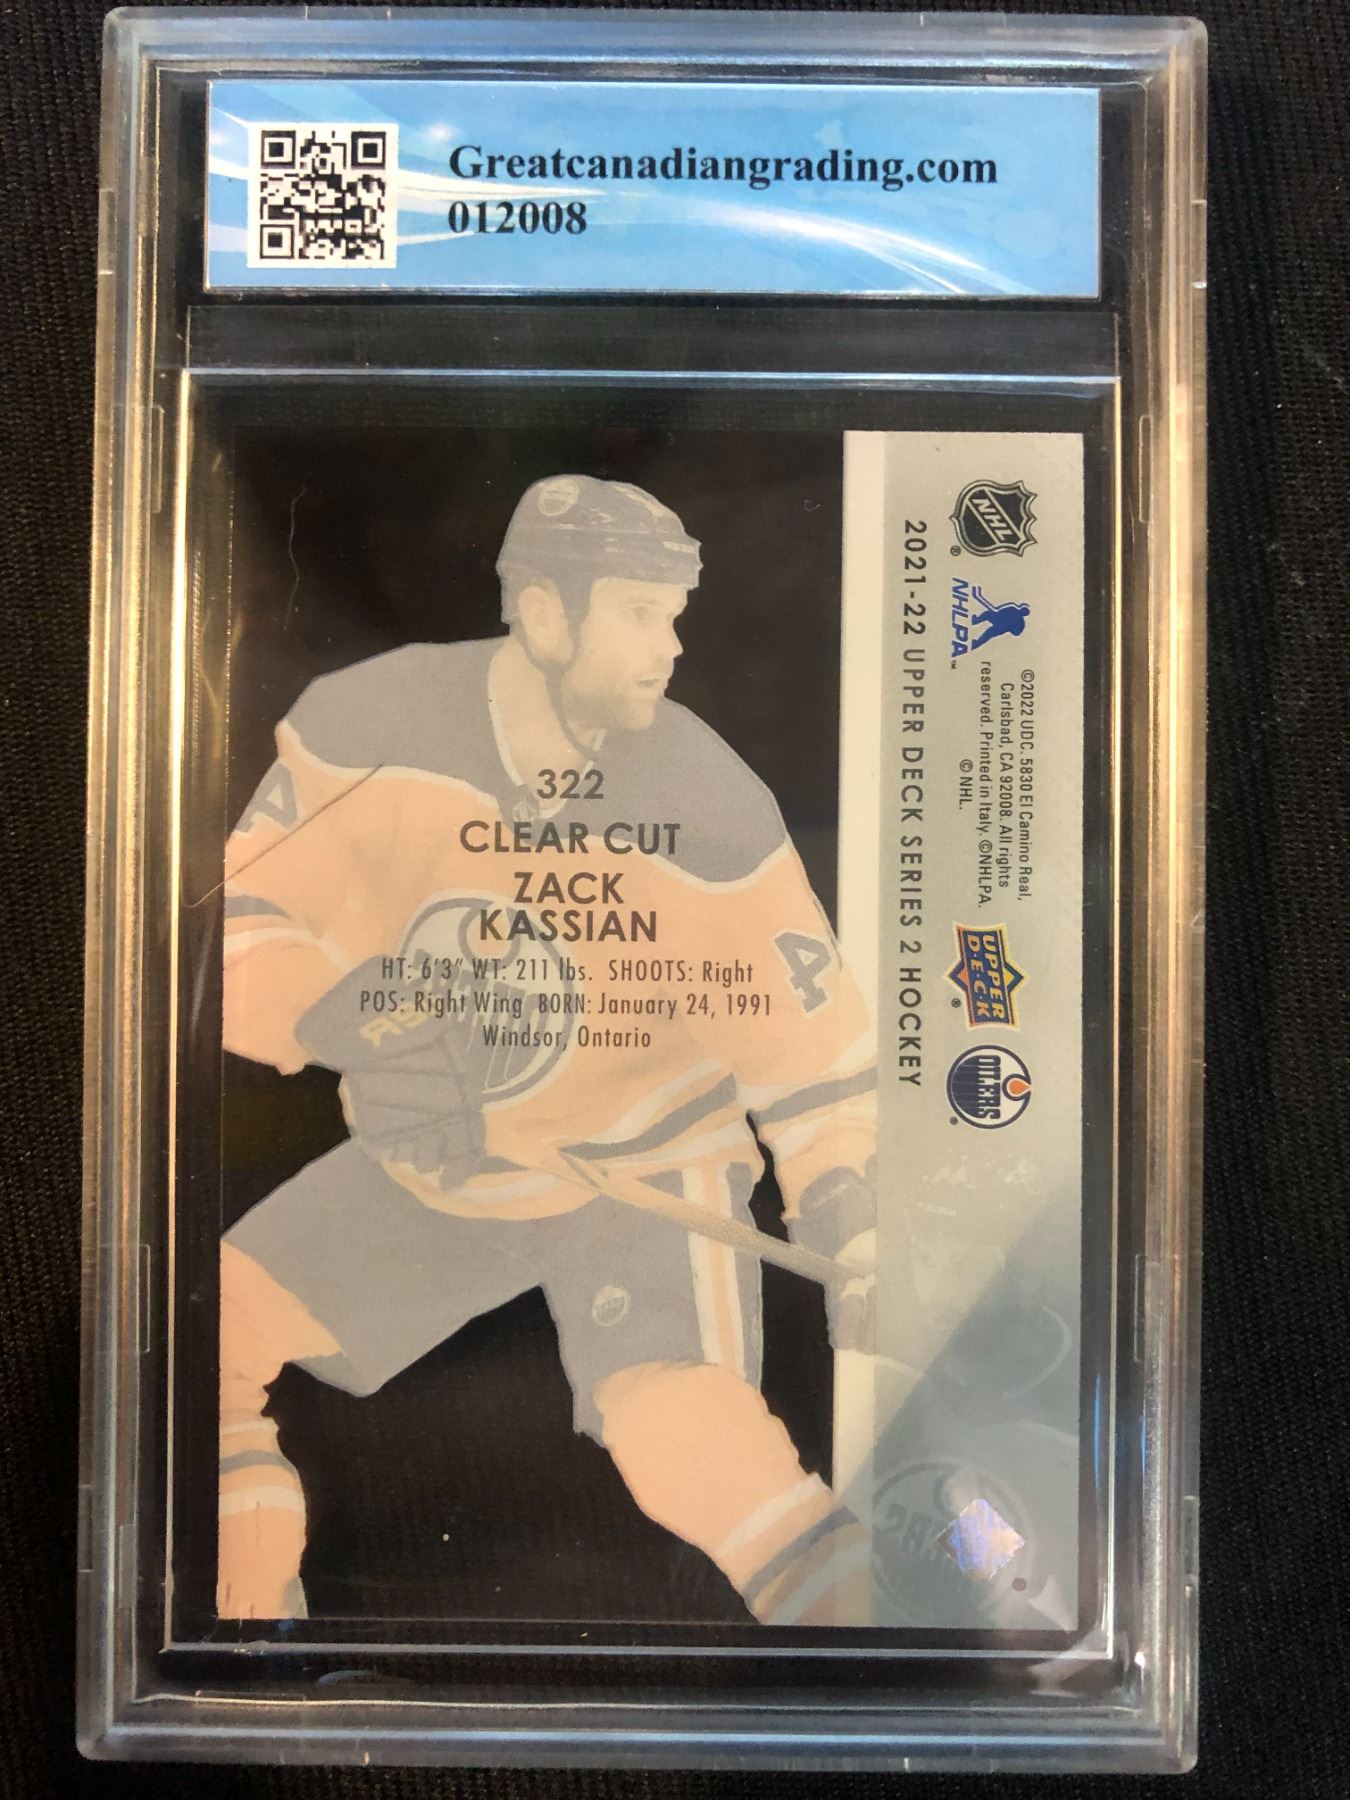 Greatcanadiangrading.com
012008
322
CLEAR CUT
ZACK
KASSIAN
HT: 6'3" WT: 211 lbs. SHOOTS: Right
POS: Right Wing BORN: January 24, 1991
Windsor, Ontario
2021-22 UPPER DECK SERIES 2 HOCKEY
NHL
NHLPA
©2022 UDC. 5830 El Camino Real,
Carlsbad, CA 92008. All rights
reserved. Printed in Italy. ©NHLPA.
© NHL.
UPPER
DECK
OILERS
4